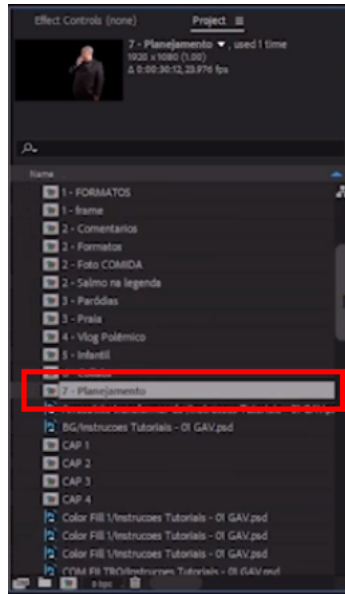 Effect Controls (none)
Project
7 - Planejamento , used 1 time
1920 x 1080 (1.00)
Δ 0:00:30:12, 23.976 fps
Name
1 - FORMATOS
1 - frame
2 - Comentarios
2 - Formatos
2 - Foto COMIDA
2 - Salmo na legenda
3 - Paródias
3 - Praia
4 - Vlog Polêmico
5 - Infantil
7 - Planejamento
BG/Instrucoes Tutoriais - 01 GAV.psd
CAP 1
CAP 2
CAP 3
CAP 4
Color Fill 1/Instrucoes Tutoriais - 01 GAV.psd
Color Fill 1/Instrucoes Tutoriais - 01 GAV.psd
COM FILTRO/Instrucoes Tutoriais - 01 GAV.psd
8 bpc